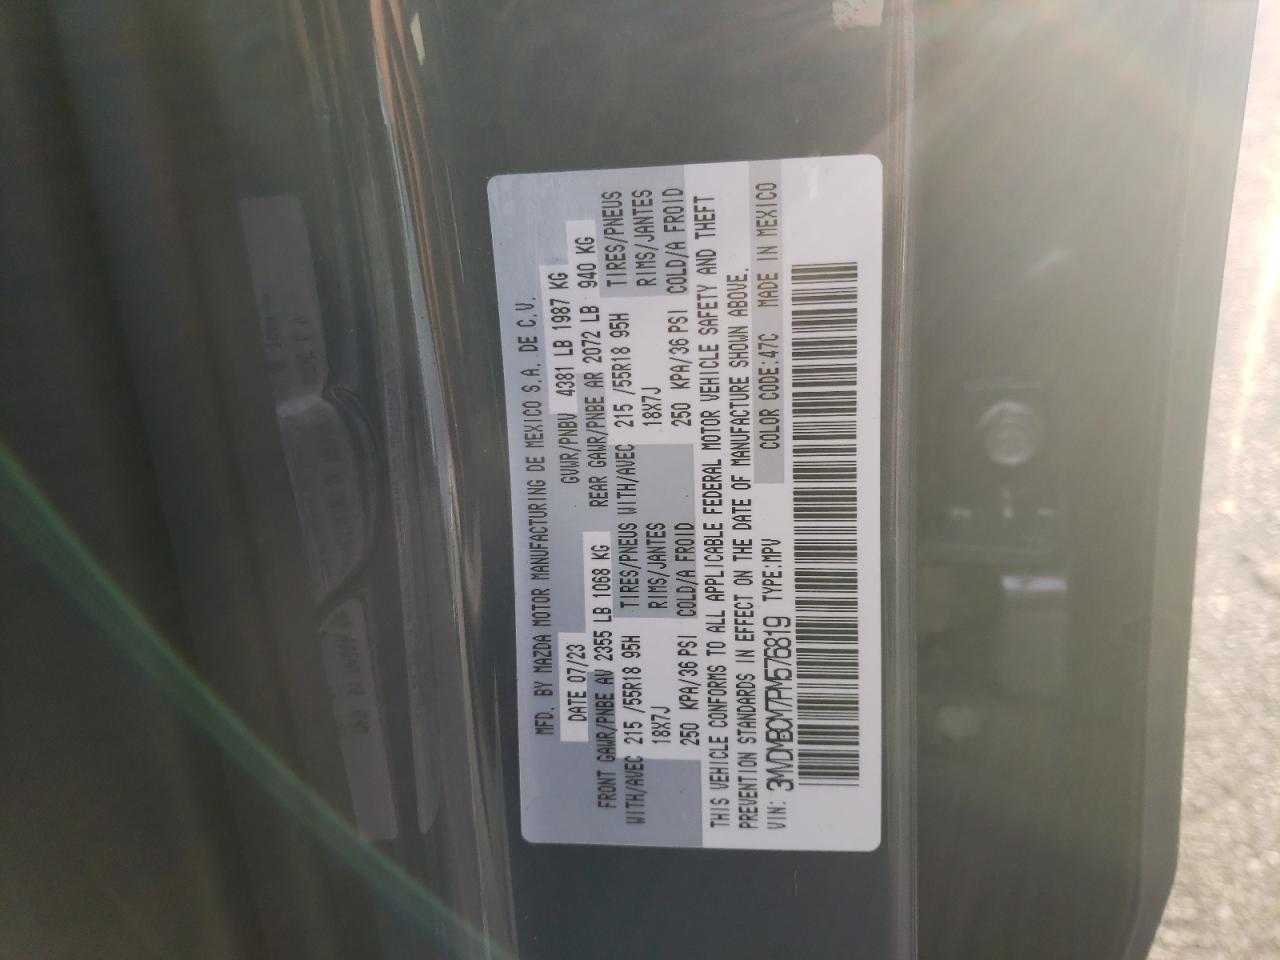 MFD. BY MAZDA MOTOR MANUFACTURING DE MEXICO S.A. DE C.V.
DATE 07/23 GVWR/PNBV 4381 LB 1987 KG
FRONT GAWR/PNBE AV 2355 LB 1068 KG REAR GAWR/PNBE AR 2072 LB 940 KG
WITH/AVEC 215 /55R18 95H TIRES/PNEUS WITH/AVEC 215 /55R18 95H TIRES/PNEUS
18X7J RIMS/JANTES 18X7J RIMS/JANTES
250 KPA/36 PSI COLD/A FROID 250 KPA/36 PSI COLD/A FROID
THIS VEHICLE CONFORMS TO ALL APPLICABLE FEDERAL MOTOR VEHICLE SAFETY AND THEFT
PREVENTION STANDARDS IN EFFECT ON THE DATE OF MANUFACTURE SHOWN ABOVE.
VIN: 3MVDMBCM7PM576819 TYPE:MPV COLOR CODE:47C MADE IN MEXICO